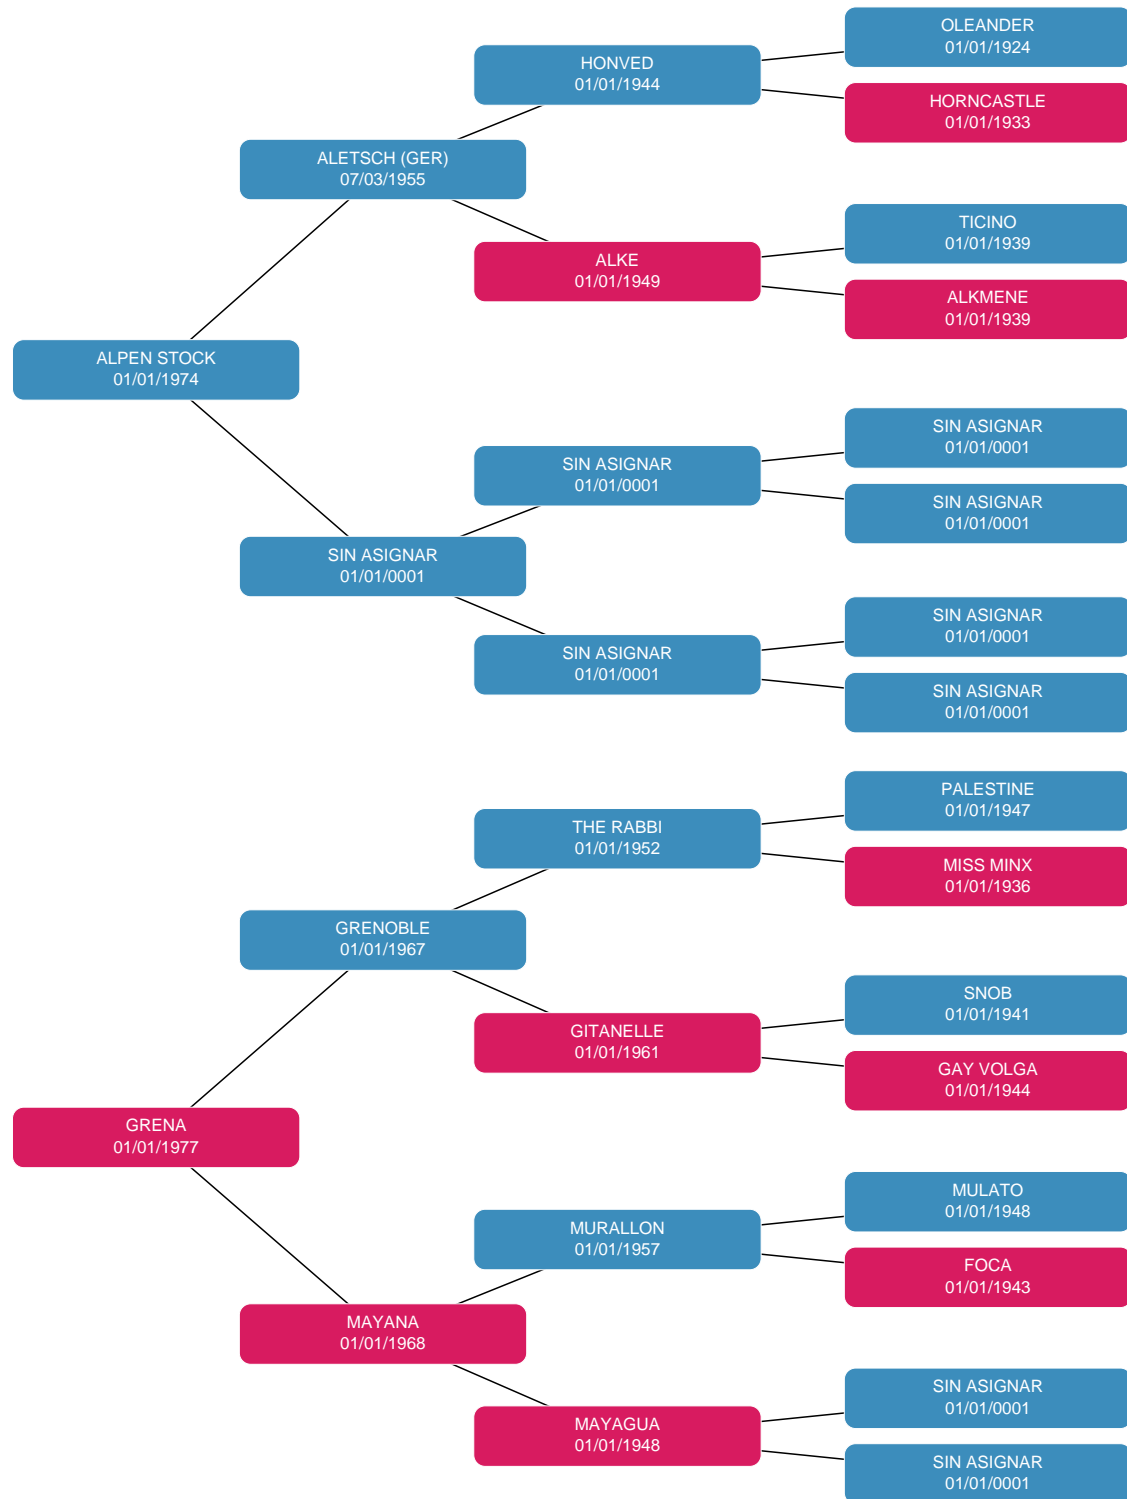 OLEANDER
01/01/1924
HONVED
01/01/1944
HORNCASTLE
01/01/1933
ALETSCH (GER)
07/03/1955
TICINO
01/01/1939
ALKE
01/01/1949
ALKMENE
01/01/1939
ALPEN STOCK
01/01/1974
SIN ASIGNAR
01/01/0001
SIN ASIGNAR
01/01/0001
SIN ASIGNAR
01/01/0001
SIN ASIGNAR
01/01/0001
SIN ASIGNAR
01/01/0001
SIN ASIGNAR
01/01/0001
SIN ASIGNAR
01/01/0001
PALESTINE
01/01/1947
THE RABBI
01/01/1952
MISS MINX
01/01/1936
GRENOBLE
01/01/1967
SNOB
01/01/1941
GITANELLE
01/01/1961
GAY VOLGA
01/01/1944
GRENA
01/01/1977
MULATO
01/01/1948
MURALLON
01/01/1957
FOCA
01/01/1943
MAYANA
01/01/1968
SIN ASIGNAR
01/01/0001
MAYAGUA
01/01/1948
SIN ASIGNAR
01/01/0001